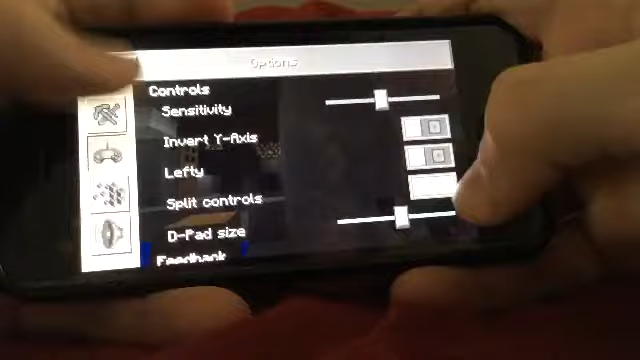 Options
Controls
Sensitivity
Invert Y-Axis
Lefty
Split controls
D-Pad size
Feedback